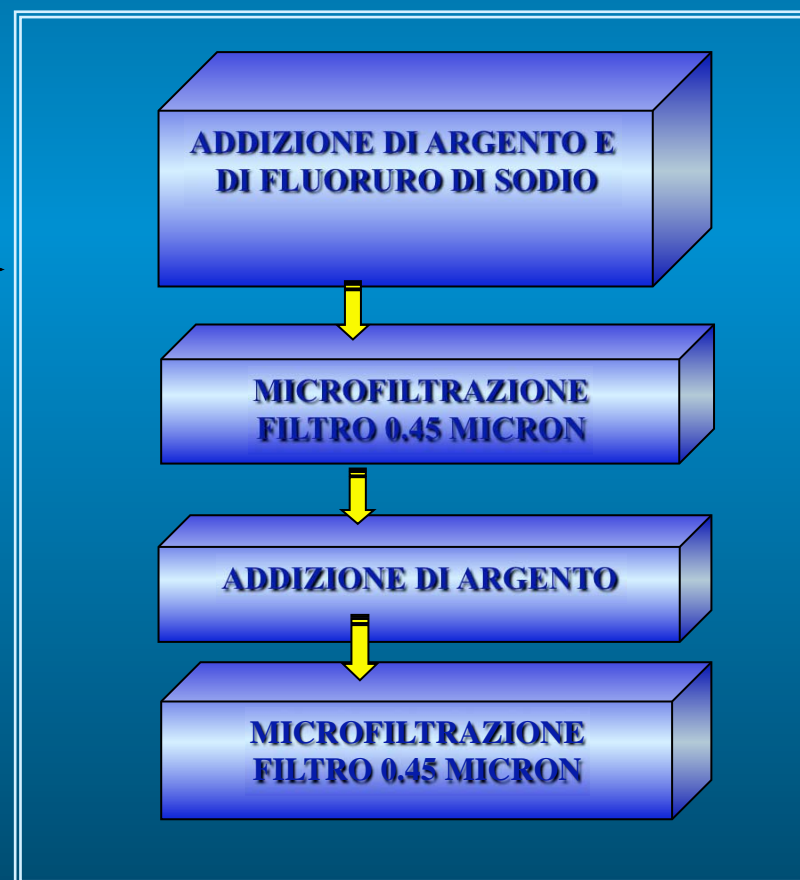 ADDIZIONE DI ARGENTO E
DI FLUORURO DI SODIO
MICROFILTRAZIONE
FILTRO 0.45 MICRON
ADDIZIONE DI ARGENTO
MICROFILTRAZIONE
FILTRO 0.45 MICRON